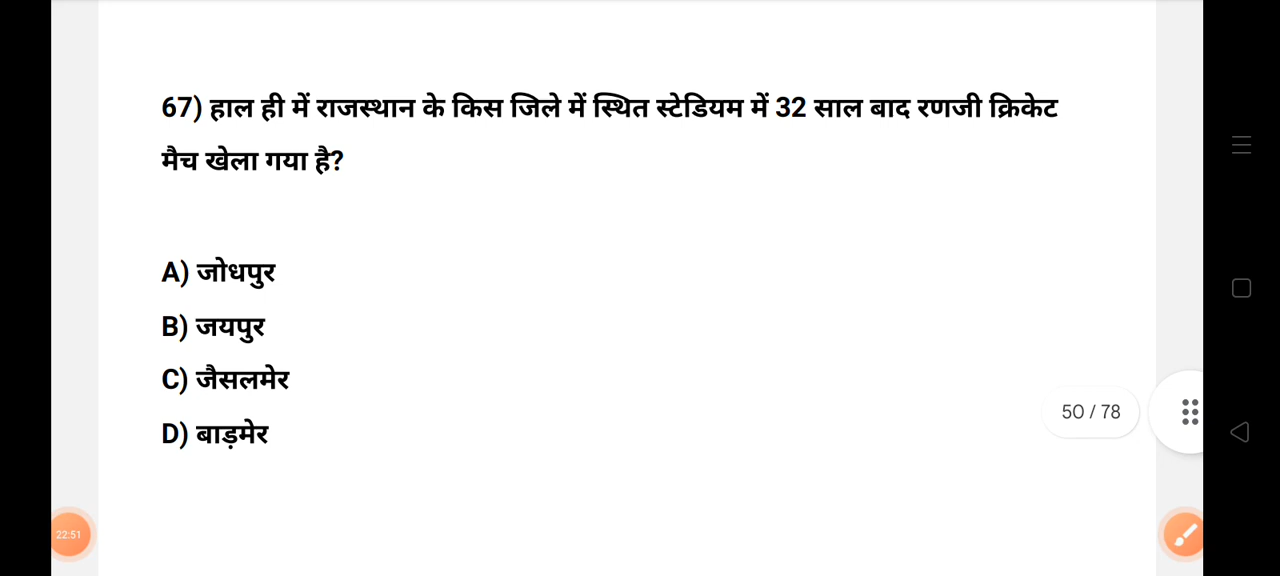 67) हाल ही में राजस्थान के किस जिले में स्थित स्टेडियम में 32 साल बाद रणजी क्रिकेट
मैच खेला गया है?
A) जोधपुर
B) जयपुर
C) जैसलमेर
D) बाड़मेर
50 / 78
22:51